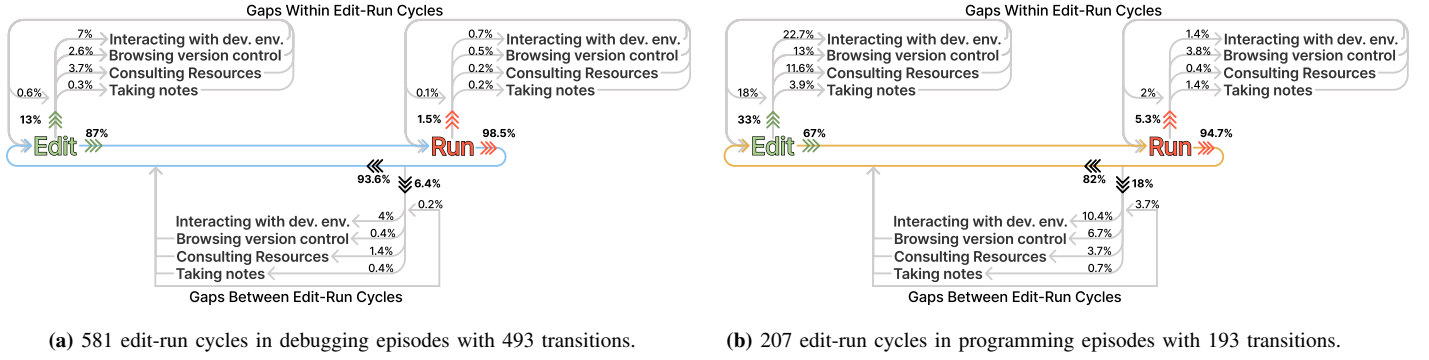 Gaps Within Edit-Run Cycles
7% Interacting with dev. env.
2.6% Browsing version control
3.7% Consulting Resources
0.3% Taking notes
0.6%
13%
Edit 87%
0.7% Interacting with dev. env.
0.5% Browsing version control
0.2% Consulting Resources
0.2% Taking notes
0.1%
1.5%
Run 98.5%
93.6%
6.4%
0.2%
Interacting with dev. env. 4%
Browsing version control 0.4%
Consulting Resources 1.4%
Taking notes 0.4%
Gaps Between Edit-Run Cycles
(a) 581 edit-run cycles in debugging episodes with 493 transitions.
Gaps Within Edit-Run Cycles
22.7% Interacting with dev. env.
13% Browsing version control
11.6% Consulting Resources
3.9% Taking notes
18%
33%
Edit 67%
1.4% Interacting with dev. env.
3.8% Browsing version control
0.4% Consulting Resources
1.4% Taking notes
2%
5.3%
Run 94.7%
82%
18%
3.7%
Interacting with dev. env. 10.4%
Browsing version control 6.7%
Consulting Resources 3.7%
Taking notes 0.7%
Gaps Between Edit-Run Cycles
(b) 207 edit-run cycles in programming episodes with 193 transitions.